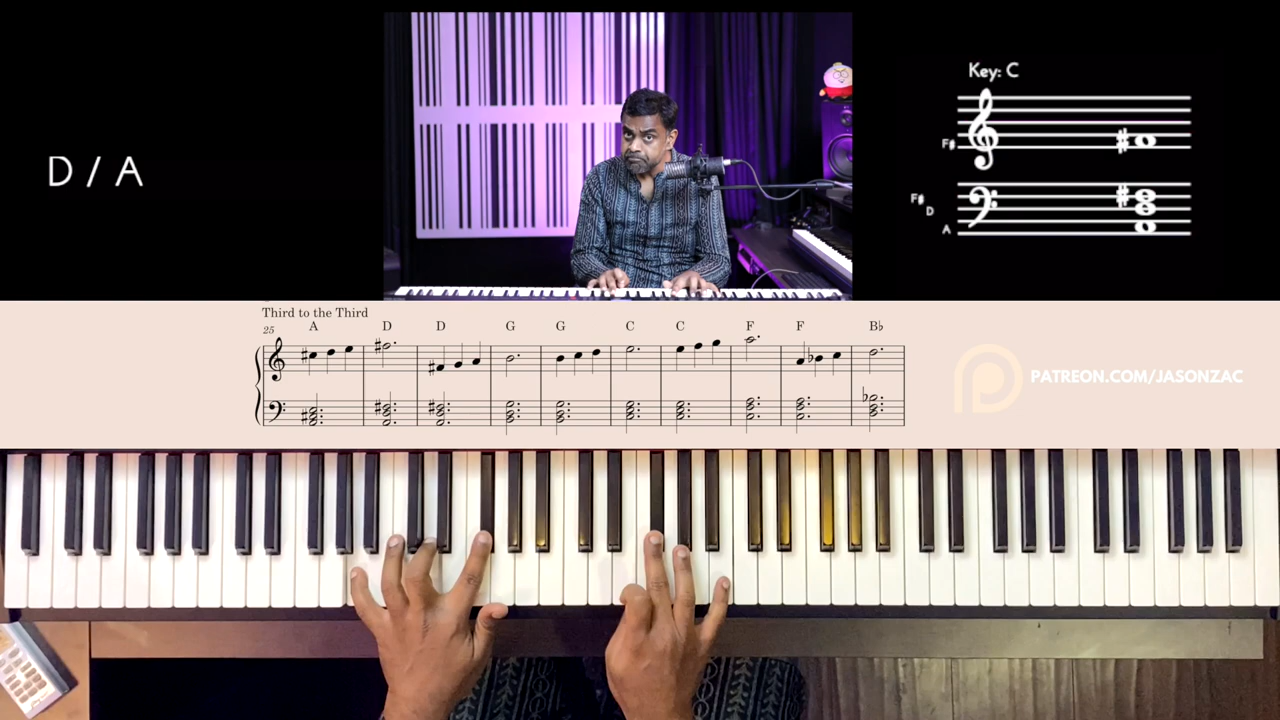 Key: C
F♯
D / A
F♯
D
A
Third to the Third
25 A D D G G C C F F B♭
PATREON.COM/JASONZAC